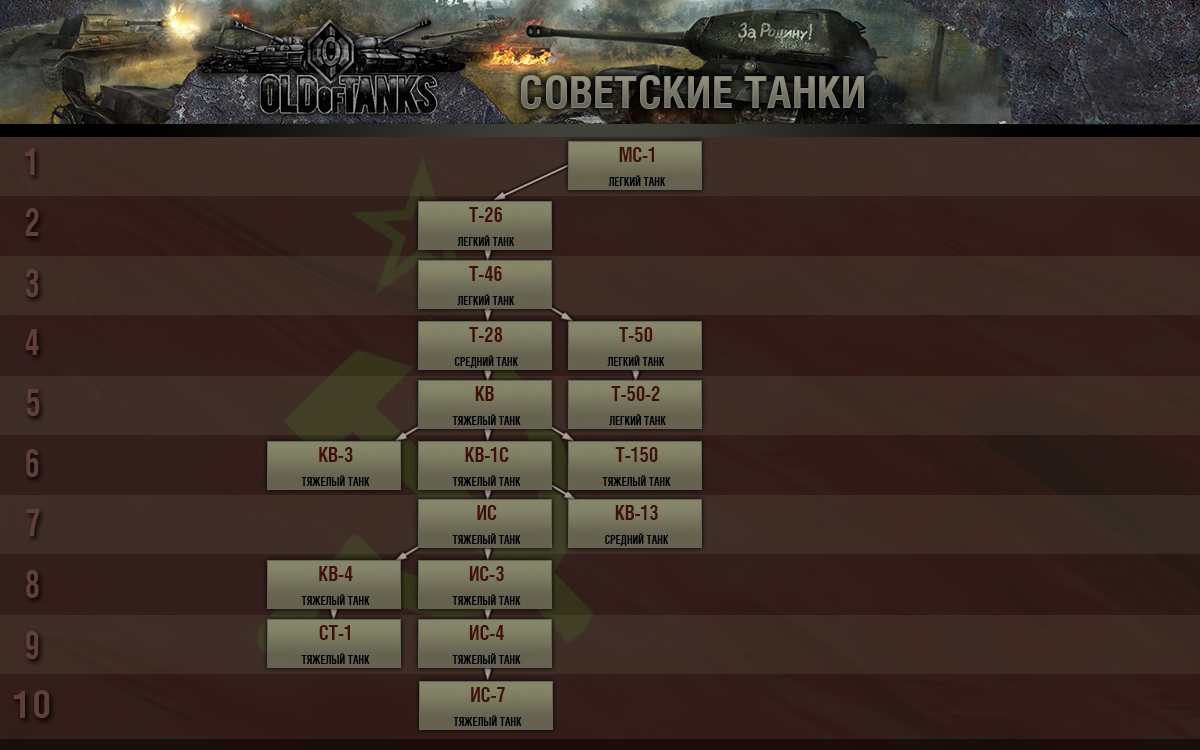 За Родину!
OLD OF TANKS
СОВЕТСКИЕ ТАНКИ
1
МС-1
ЛЕГКИЙ ТАНК
2
Т-26
ЛЕГКИЙ ТАНК
3
Т-46
ЛЕГКИЙ ТАНК
4
Т-28
СРЕДНИЙ ТАНК
Т-50
ЛЕГКИЙ ТАНК
5
КВ
ТЯЖЕЛЫЙ ТАНК
Т-50-2
ЛЕГКИЙ ТАНК
6
КВ-3
ТЯЖЕЛЫЙ ТАНК
КВ-1С
ТЯЖЕЛЫЙ ТАНК
Т-150
ТЯЖЕЛЫЙ ТАНК
7
ИС
ТЯЖЕЛЫЙ ТАНК
КВ-13
СРЕДНИЙ ТАНК
8
КВ-4
ТЯЖЕЛЫЙ ТАНК
ИС-3
ТЯЖЕЛЫЙ ТАНК
9
СТ-1
ТЯЖЕЛЫЙ ТАНК
ИС-4
ТЯЖЕЛЫЙ ТАНК
10
ИС-7
ТЯЖЕЛЫЙ ТАНК